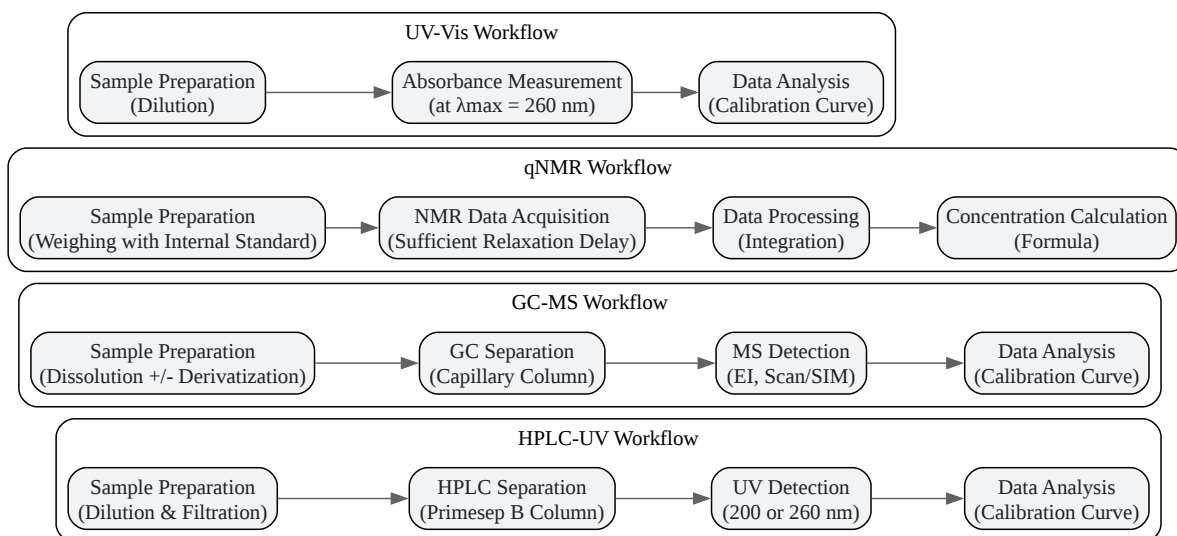 UV-Vis Workflow
Sample Preparation
(Dilution)
Absorbance Measurement
(at λmax = 260 nm)
Data Analysis
(Calibration Curve)
qNMR Workflow
Sample Preparation
(Weighing with Internal Standard)
NMR Data Acquisition
(Sufficient Relaxation Delay)
Data Processing
(Integration)
Concentration Calculation
(Formula)
GC-MS Workflow
Sample Preparation
(Dissolution +/- Derivatization)
GC Separation
(Capillary Column)
MS Detection
(EI, Scan/SIM)
Data Analysis
(Calibration Curve)
HPLC-UV Workflow
Sample Preparation
(Dilution & Filtration)
HPLC Separation
(Primesep B Column)
UV Detection
(200 or 260 nm)
Data Analysis
(Calibration Curve)